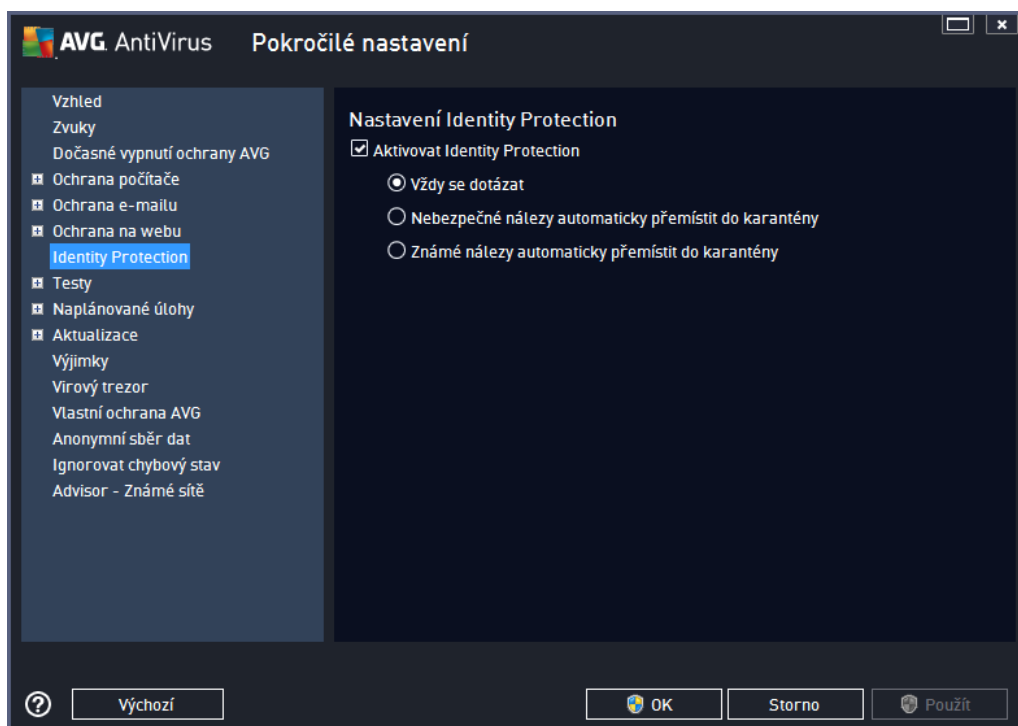 AVG. AntiVirus Pokročilé nastavení
Vzhled
Zvuky
Dočasné vypnutí ochrany AVG
Ochrana počítače
Ochrana e-mailu
Ochrana na webu
Identity Protection
Testy
Naplánované úlohy
Aktualizace
Výjimky
Virový trezor
Vlastní ochrana AVG
Anonymní sběr dat
Ignorovat chybový stav
Advisor - Známé sítě
Nastavení Identity Protection
Aktivovat Identity Protection
Vždy se dotázat
Nebezpečné nálezy automaticky přemístit do karantény
Známé nálezy automaticky přemístit do karantény
Výchozí
OK
Storno
Použít